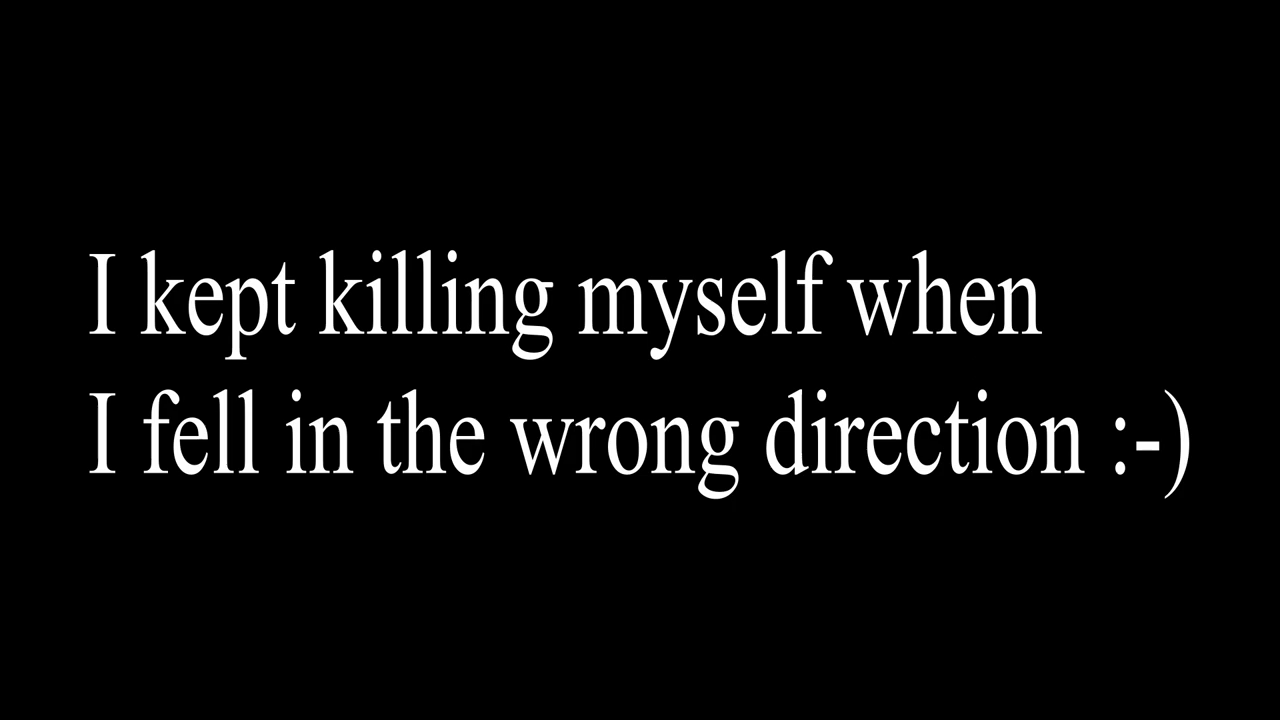 I kept killing myself when
I fell in the wrong direction :-)